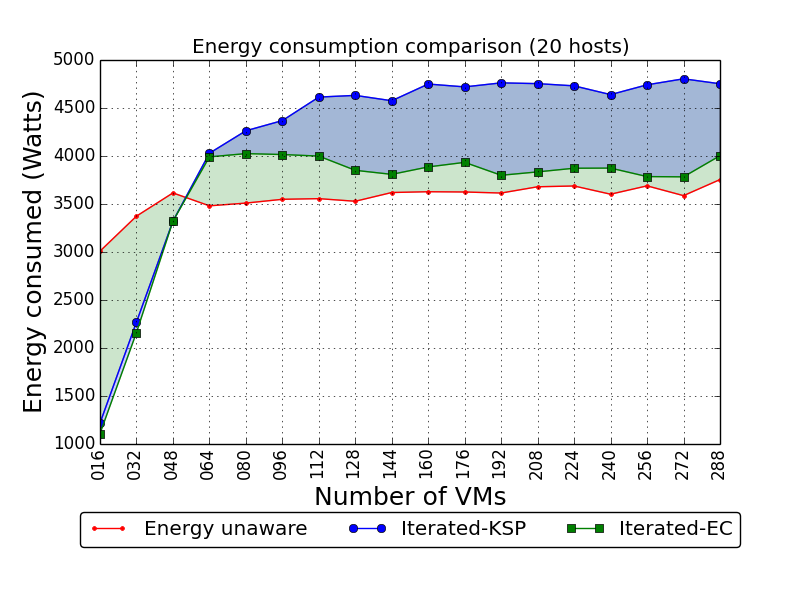 Energy consumption comparison (20 hosts)
Energy consumed (Watts)
5000
4500
4000
3500
3000
2500
2000
1500
1000
016 032 048 064 080 096 112 128 144 160 176 192 208 224 240 256 272 288
Number of VMs
Energy unaware Iterated-KSP Iterated-EC